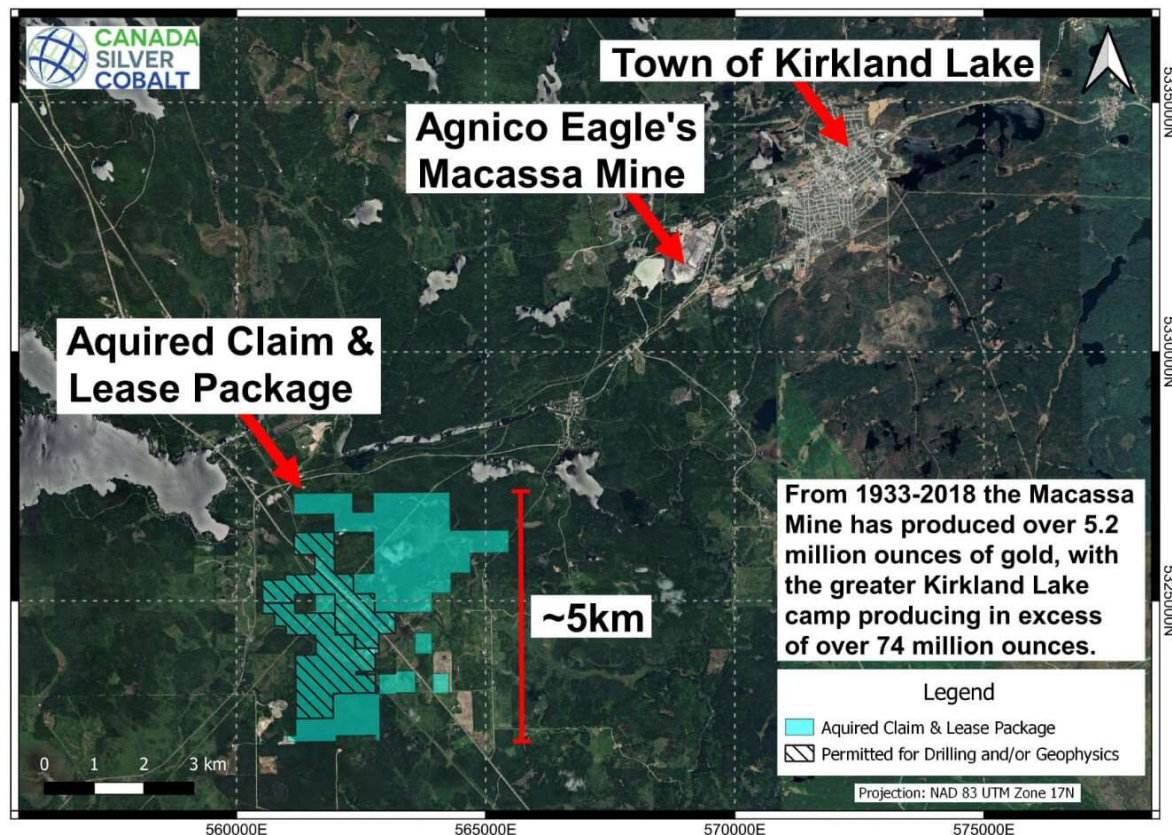 CANADA
SILVER
COBALT
Town of Kirkland Lake
Agnico Eagle's
Macassa Mine
Aquired Claim &
Lease Package
~5km
From 1933-2018 the Macassa
Mine has produced over 5.2
million ounces of gold, with
the greater Kirkland Lake
camp producing in excess
of over 74 million ounces.
Legend
Aquired Claim & Lease Package
Permitted for Drilling and/or Geophysics
Projection: NAD 83 UTM Zone 17N
0 1 2 3 km
5335000N
5330000N
5325000N
560000E 565000E 570000E 575000E